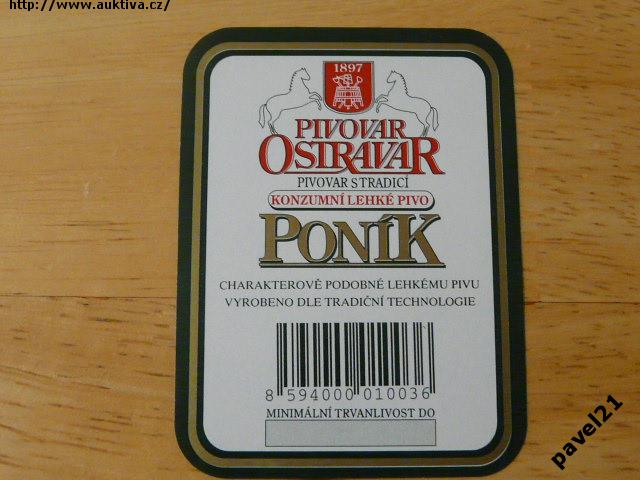 http://www.auktiva.cz/
1897
PIVOVAR
OSTRAVAR
PIVOVAR S TRADICÍ
KONZUMNÍ LEHKÉ PIVO
PONÍK
CHARAKTEROVĚ PODOBNÉ LEHKÉMU PIVU
VYROBENO DLE TRADIČNÍ TECHNOLOGIE
8 594000 010036
MINIMÁLNÍ TRVANLIVOST DO
pavel21